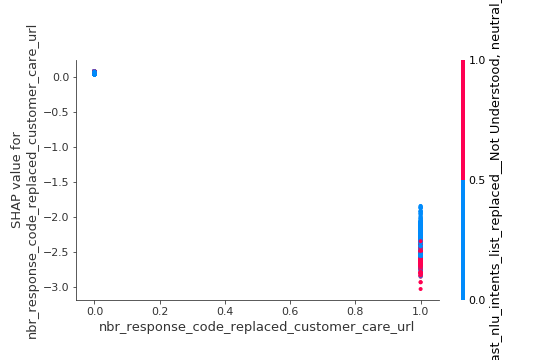 SHAP value for
nbr_response_code_replaced_customer_care_url
0.0
−0.5
−1.0
−1.5
−2.0
−2.5
−3.0
0.0 0.2 0.4 0.6 0.8 1.0
nbr_response_code_replaced_customer_care_url
1.0
0.5
0.0
ast_nlu_intents_list_replaced__Not Understood, neutral_